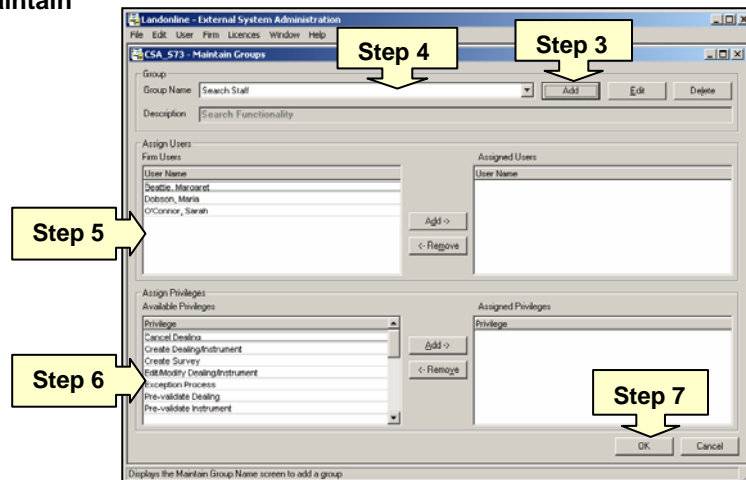 aintain
Landonline - External System Administration
File Edit User Firm Licences Window Help
CSA_S73 - Maintain Groups
Step 4
Step 3
Group
Group Name Search Staff Add Edit Delete
Description Search Functionality
Assign Users
Firm Users Assigned Users
User Name User Name
Beattie, Margaret
Dobson, Maria
O'Connor, Sarah
Add ->
<- Remove
Step 5
Assign Privileges
Available Privileges Assigned Privileges
Privilege Privilege
Cancel Dealing
Create Dealing/Instrument
Create Survey
Edit/Modify Dealing/Instrument
Exception Process
Pre-validate Dealing
Pre-validate Instrument
Add ->
<- Remove
Step 6
Step 7
OK Cancel
Displays the Maintain Group Name screen to add a group